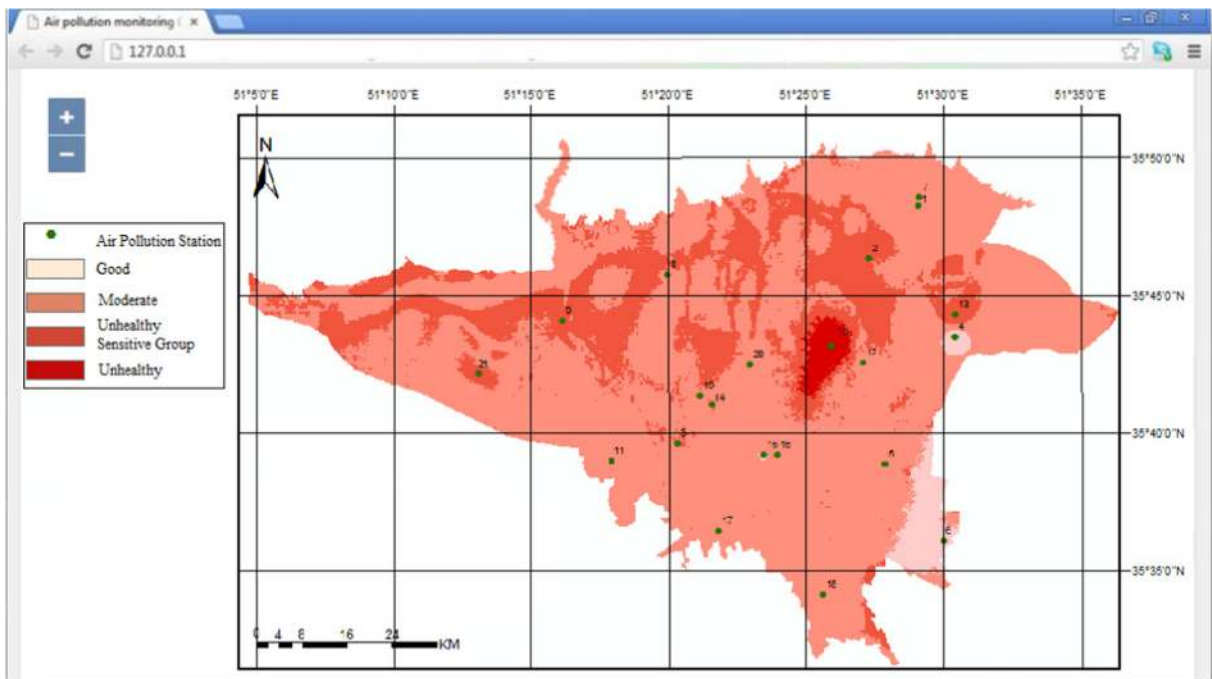 Air pollution monitoring
127.0.0.1
51°5'0"E 51°10'0"E 51°15'0"E 51°20'0"E 51°25'0"E 51°30'0"E 51°35'0"E
+
−
N
35°50'0"N
35°45'0"N
35°40'0"N
35°35'0"N
Air Pollution Station
Good
Moderate
Unhealthy
Sensitive Group
Unhealthy
1
2
13
4
17
20
21
14
11
0 4 8 16 24
KM